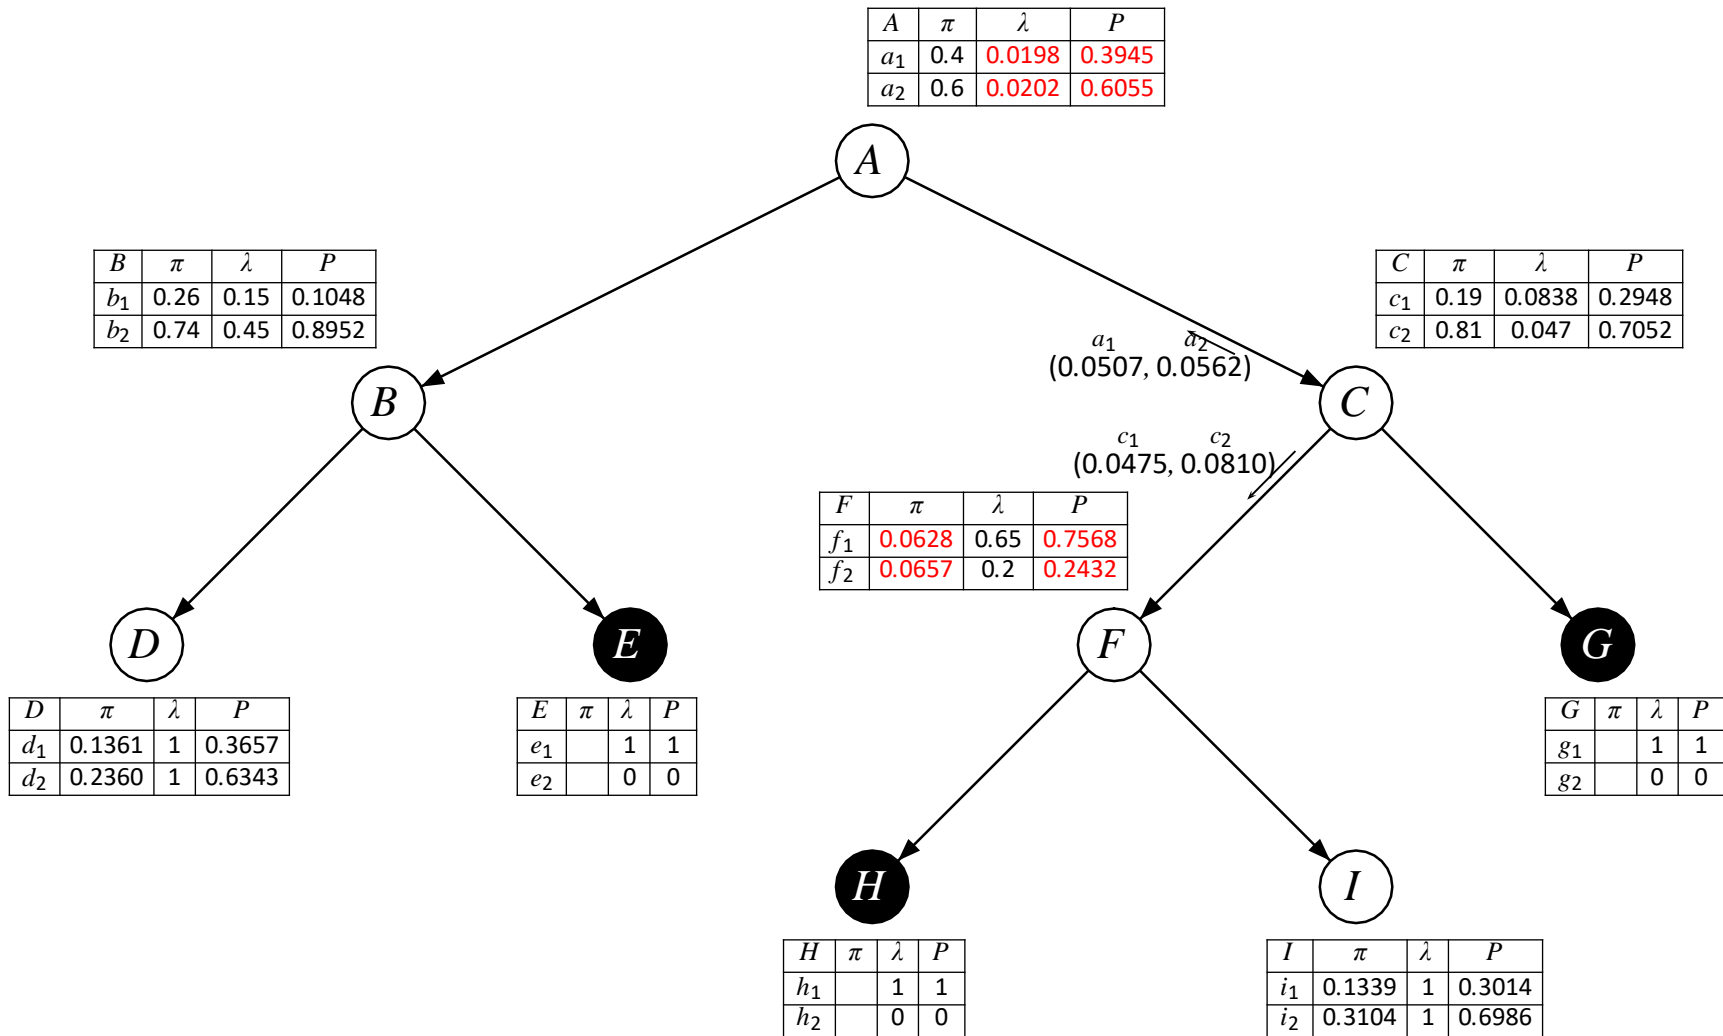 A π λ P
a1 0.4 0.0198 0.3945
a2 0.6 0.0202 0.6055
A
B π λ P
b1 0.26 0.15 0.1048
b2 0.74 0.45 0.8952
C π λ P
c1 0.19 0.0838 0.2948
c2 0.81 0.047 0.7052
a1 a2
(0.0507, 0.0562)
B
C
c1 c2
(0.0475, 0.0810)
F π λ P
f1 0.0628 0.65 0.7568
f2 0.0657 0.2 0.2432
D
E
F
G
D π λ P
d1 0.1361 1 0.3657
d2 0.2360 1 0.6343
E π λ P
e1 1 1
e2 0 0
G π λ P
g1 1 1
g2 0 0
H
I
H π λ P
h1 1 1
h2 0 0
I π λ P
i1 0.1339 1 0.3014
i2 0.3104 1 0.6986